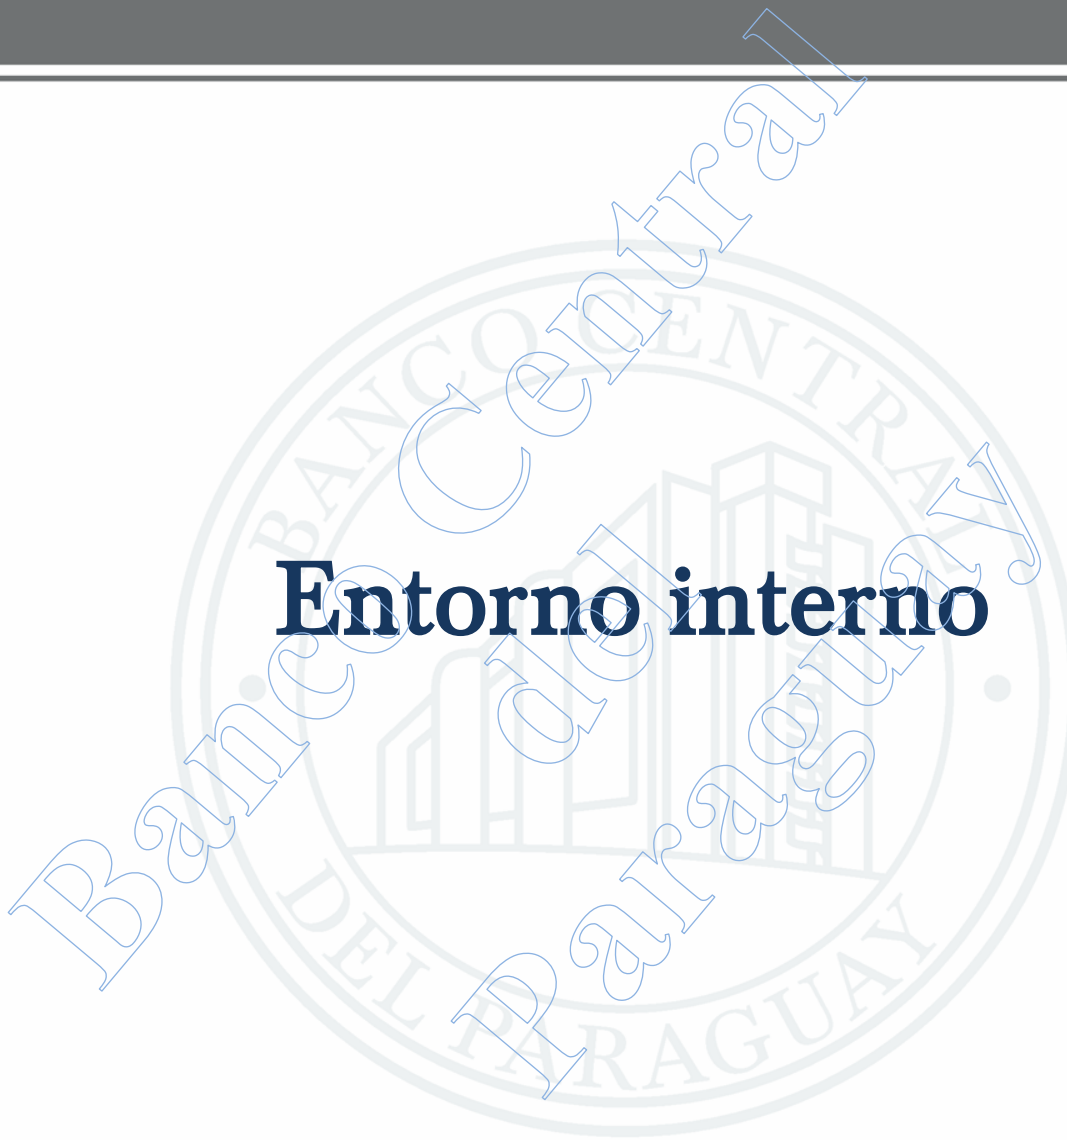 Entorno interno
Banco Central
del
Paraguay
BANCO CENTRAL
DEL PARAGUAY